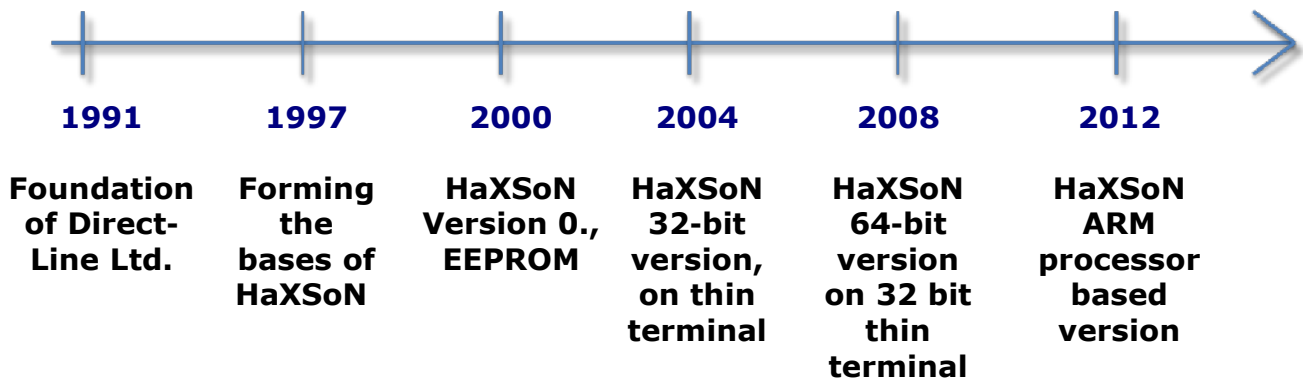 1991
Foundation
of Direct-
Line Ltd.
1997
Forming
the
bases of
HaXSoN
2000
HaXSoN
Version 0.,
EEPROM
2004
HaXSoN
32-bit
version,
on thin
terminal
2008
HaXSoN
64-bit
version
on 32 bit
thin
terminal
2012
HaXSoN
ARM
processor
based
version